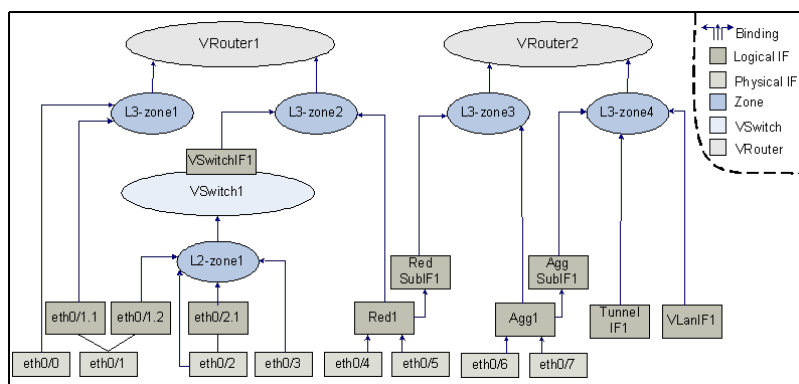 VRouter1
VRouter2
Binding
Logical IF
Physical IF
Zone
VSwitch
VRouter
L3-zone1
L3-zone2
L3-zone3
L3-zone4
VSwitchIF1
VSwitch1
L2-zone1
Red
SubIF1
Agg
SubIF1
eth0/1.1
eth0/1.2
eth0/2.1
Red1
Agg1
Tunnel
IF1
VLanIF1
eth0/0
eth0/1
eth0/2
eth0/3
eth0/4
eth0/5
eth0/6
eth0/7